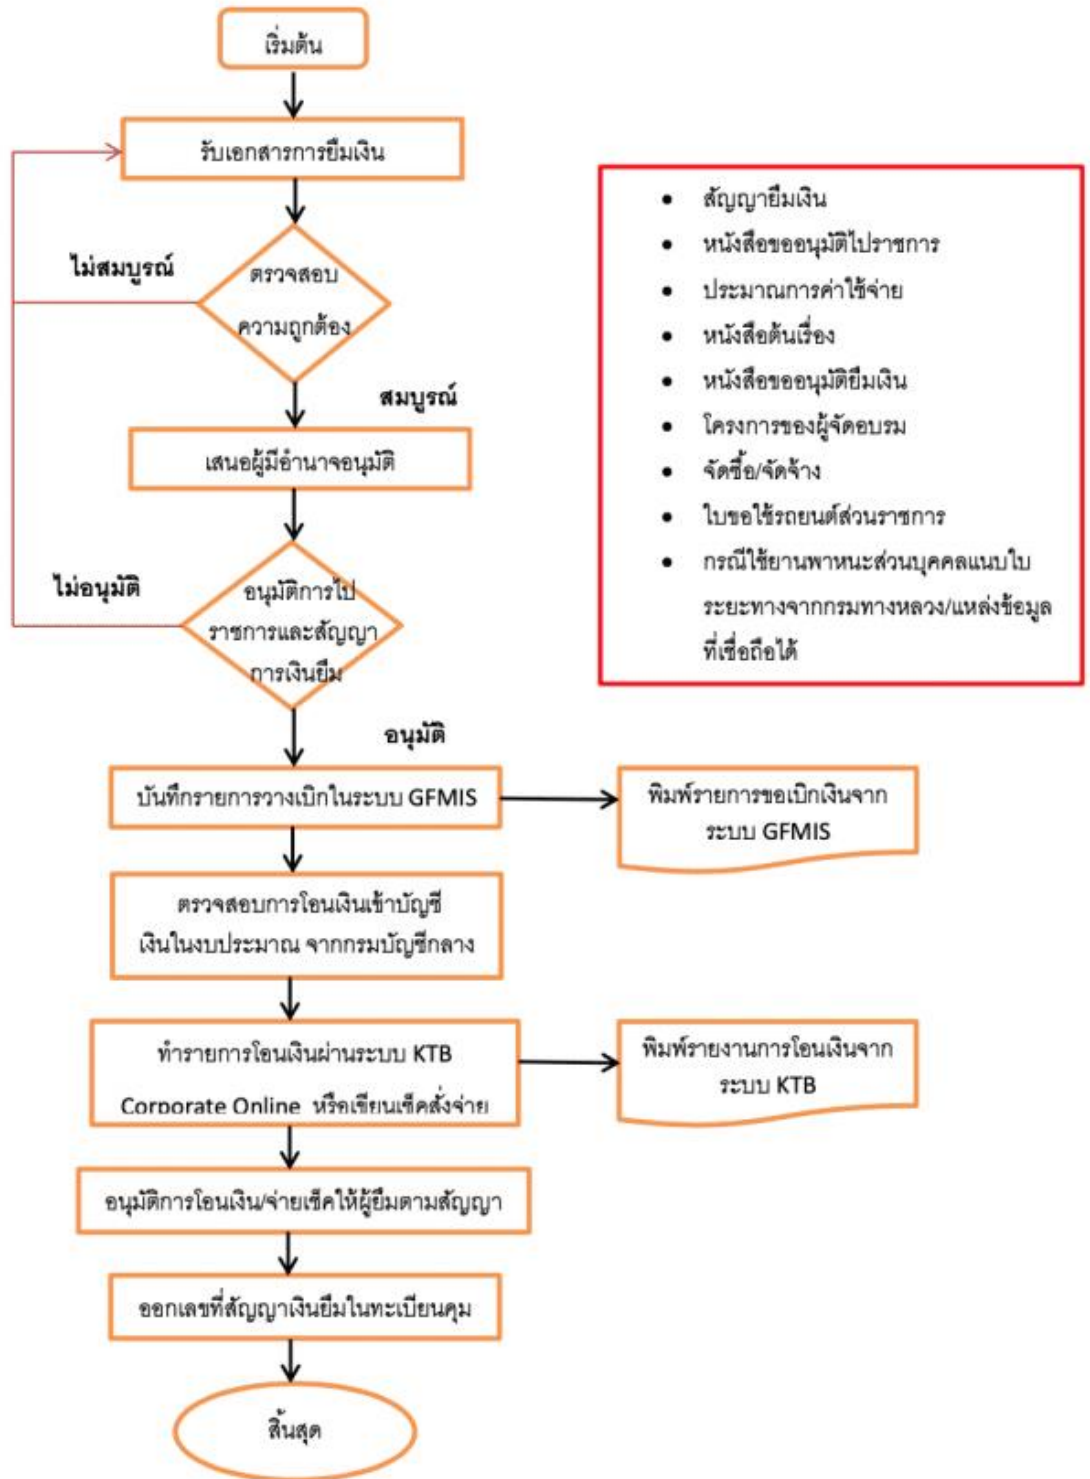 เริ่มต้น
รับเอกสารการยืมเงิน
ไม่สมบูรณ์
ตรวจสอบ
ความถูกต้อง
สมบูรณ์
เสนอผู้มีอำนาจอนุมัติ
ไม่อนุมัติ
อนุมัติการไป
ราชการและสัญญา
การเงินยืม
อนุมัติ
บันทึกรายการวางเบิกในระบบ GFMIS
พิมพ์รายการขอเบิกเงินจาก
ระบบ GFMIS
ตรวจสอบการโอนเงินเข้าบัญชี
เงินในงบประมาณ จากกรมบัญชีกลาง
ทำรายการโอนเงินผ่านระบบ KTB
Corporate Online หรือเขียนเช็คสั่งจ่าย
พิมพ์รายงานการโอนเงินจาก
ระบบ KTB
อนุมัติการโอนเงิน/จ่ายเช็คให้ผู้ยืมตามสัญญา
ออกเลขที่สัญญาเงินยืมในทะเบียนคุม
สิ้นสุด
• สัญญายืมเงิน
• หนังสือขออนุมัติไปราชการ
• ประมาณการค่าใช้จ่าย
• หนังสือต้นเรื่อง
• หนังสือขออนุมัติยืมเงิน
• โครงการของผู้จัดอบรม
• จัดซื้อ/จัดจ้าง
• ใบขอใช้รถยนต์ส่วนราชการ
• กรณีใช้ยานพาหนะส่วนบุคคลแนบใบ
ระยะทางจากกรมทางหลวง/แหล่งข้อมูล
ที่เชื่อถือได้